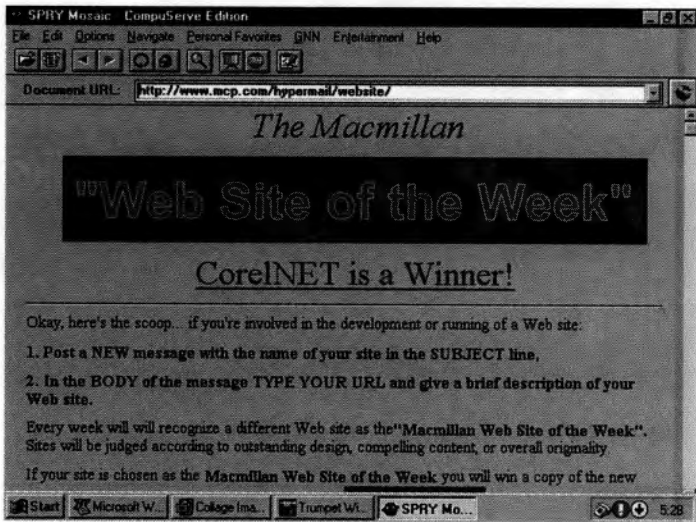 SPRY Mosaic - CompuServe Edition
File Edit Options Navigate Personal Favorites GNN Entertainment Help
Document URL: http://www.mcp.com/hypermail/website/
The Macmillan
"Web Site of the Week"
CorelNET is a Winner!
Okay, here's the scoop... if you're involved in the development or running of a Web site:
1. Post a NEW message with the name of your site in the SUBJECT line,
2. In the BODY of the message TYPE YOUR URL and give a brief description of your
Web site.
Every week will will recognize a different Web site as the "Macmillan Web Site of the Week".
Sites will be judged according to outstanding design, compelling content, or overall originality
If your site is chosen as the Macmillan Web Site of the Week you will win a copy of the new
Start Microsoft W... Collage Ima... Trumpet Wi... SPRY Mo... 5:28